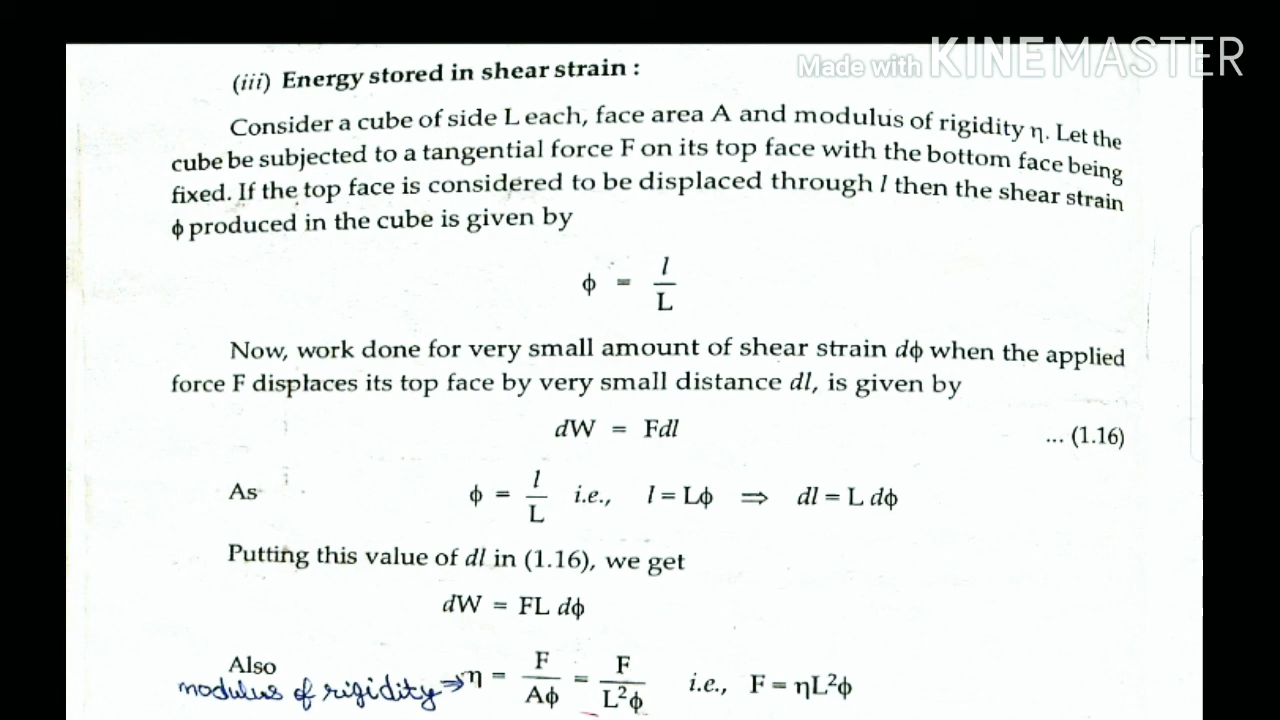 Made with KINEMASTER
(iii) Energy stored in shear strain :
Consider a cube of side L each, face area A and modulus of rigidity η. Let the
cube be subjected to a tangential force F on its top face with the bottom face being
fixed. If the top face is considered to be displaced through l then the shear strain
ϕ produced in the cube is given by
ϕ = l/L
Now, work done for very small amount of shear strain dϕ when the applied
force F displaces its top face by very small distance dl, is given by
dW = Fdl ... (1.16)
As ϕ = l/L i.e., l = Lϕ ⟹ dl = L dϕ
Putting this value of dl in (1.16), we get
dW = FL dϕ
Also
modulus of rigidity ⇒ η = F/Aϕ = F/L²ϕ i.e., F = ηL²ϕ